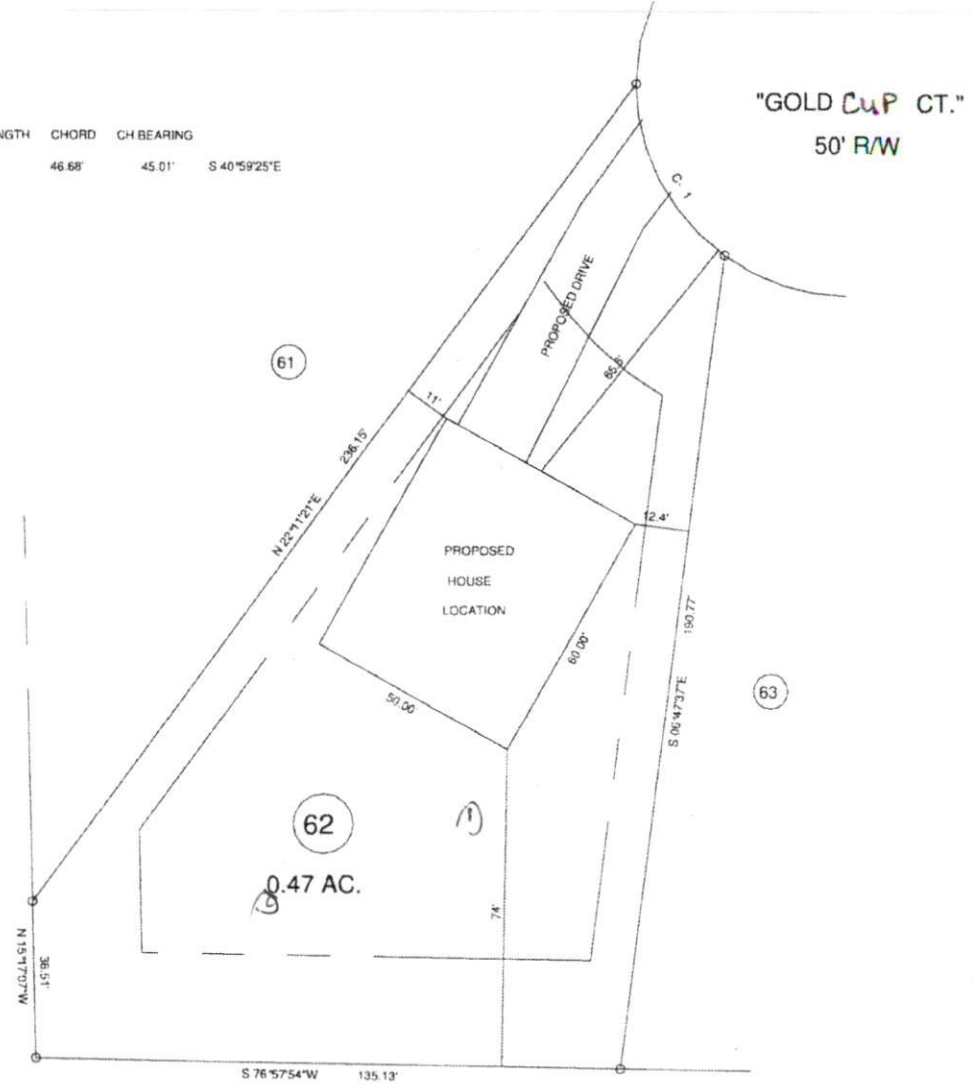 "GOLD CUP CT."
50' R/W
NGTH CHORD CH BEARING
46.68' 45.01' S 40°59'25"E
C. 1
PROPOSED DRIVE
65.5'
61
11'
236.15'
N 22°11'21"E
12.4'
PROPOSED
HOUSE
LOCATION
60.00'
190.77'
S 06°47'37"E
63
50.00'
62
0.47 AC.
74'
N 15°17'07"W
36.51'
S 76°57'54"W 135.13'